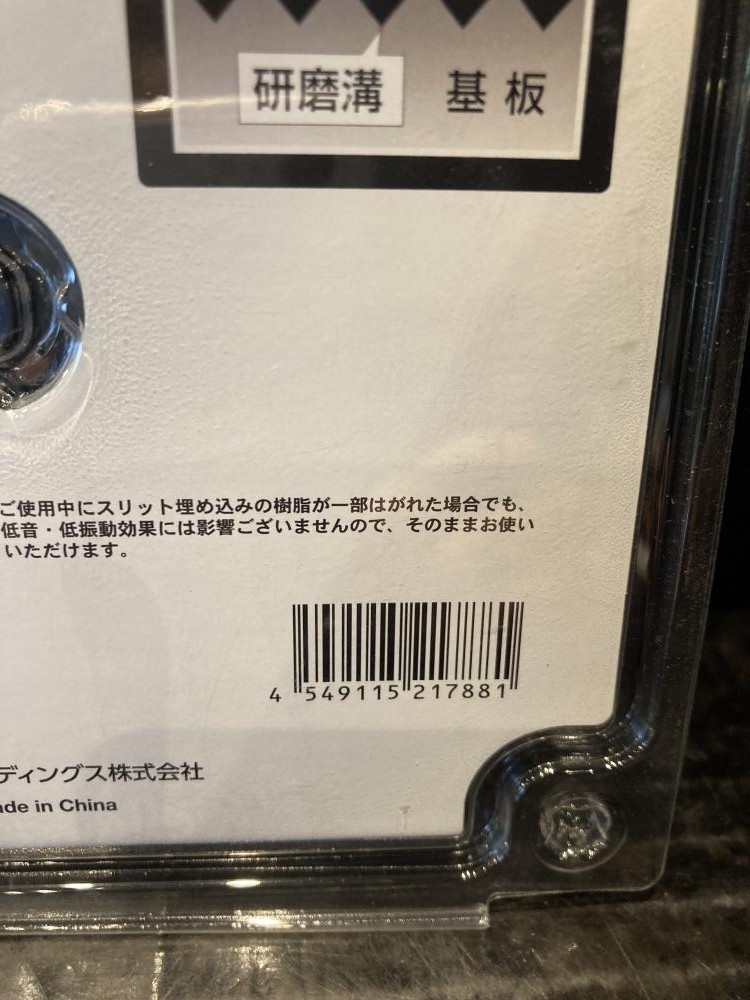 研磨溝 基板
ご使用中にスリット埋め込みの樹脂が一部はがれた場合でも、
低音・低振動効果には影響ございませんので、そのままお使い
いただけます。
4 549115 217881
ディングス株式会社
ade in China